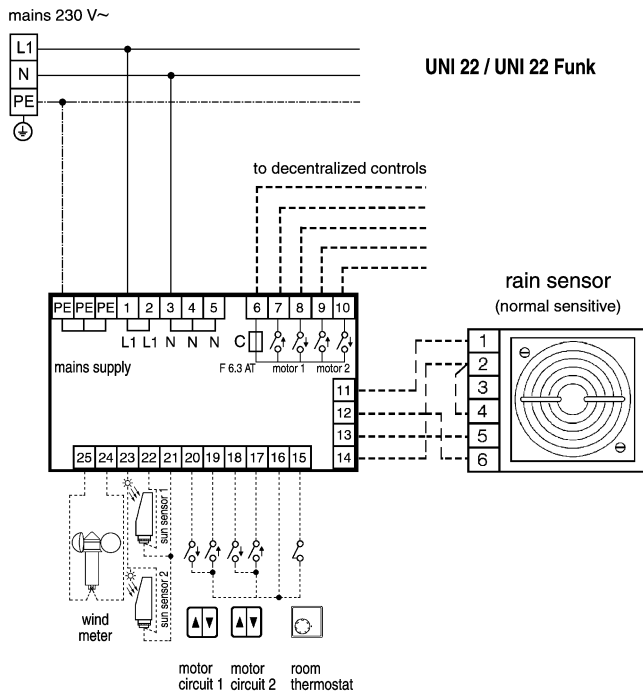 mains 230 V~
L1
N
PE
UNI 22 / UNI 22 Funk
to decentralized controls
PE PE PE 1 2 3 4 5 6 7 8 9 10
L1 L1 N N N C
mains supply F 6.3 AT motor 1 motor 2
rain sensor
(normal sensitive)
1
2
3
4
5
6
11
12
13
14
25 24 23 22 21 20 19 18 17 16 15
sun sensor 1
sun sensor 2
wind
meter
motor
circuit 1
motor
circuit 2
room
thermostat